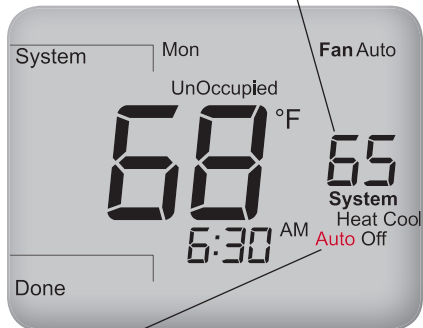 System Mon Fan Auto
UnOccupied
68 °F
65
System
Heat Cool
6:30 AM
Auto Off
Done